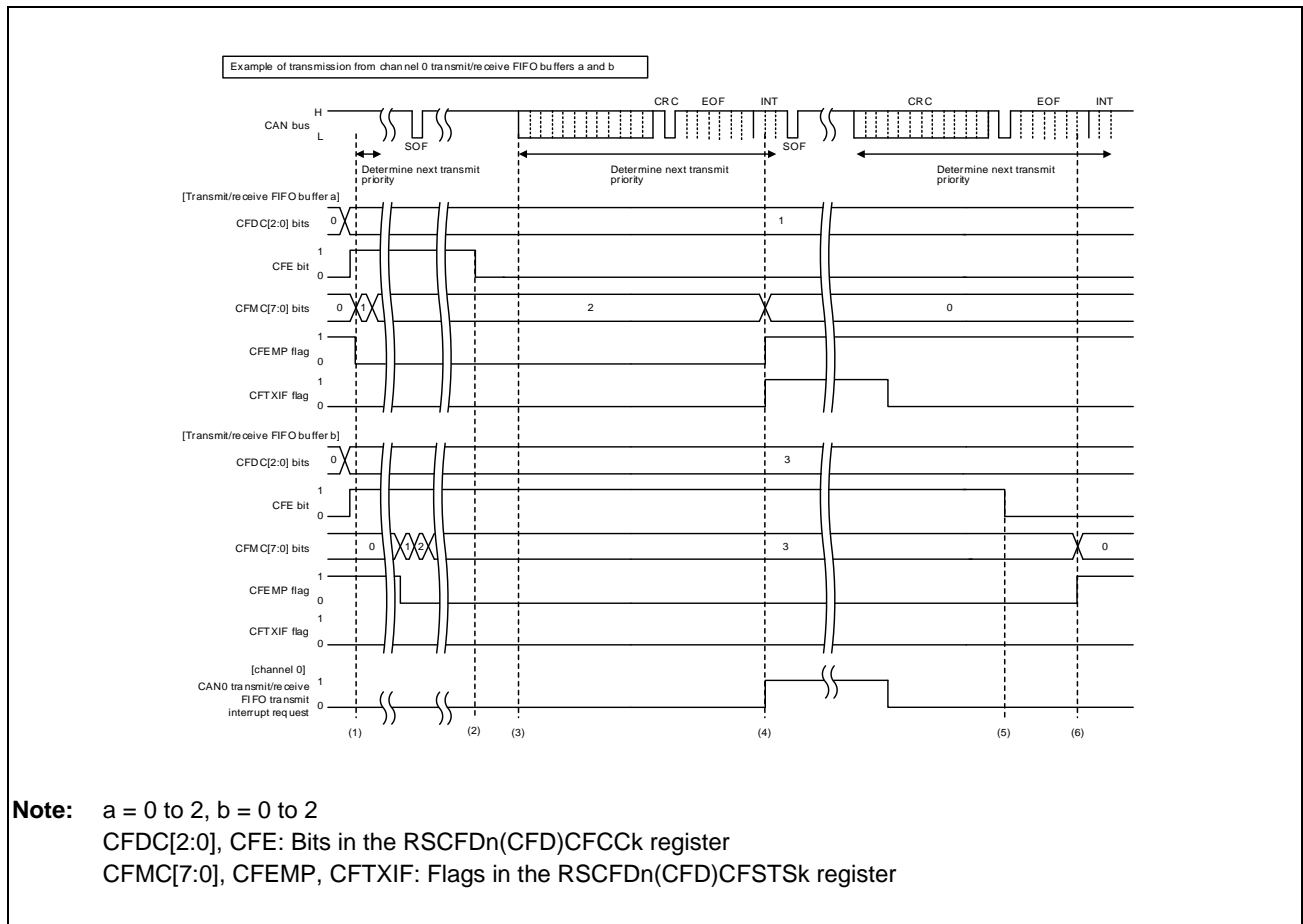 Example of transmission from channel 0 transmit/receive FIFO buffers a and b
CRC EOF INT CRC EOF INT
H
CAN bus
L
SOF SOF
Determine next transmit
priority
Determine next transmit
priority
Determine next transmit
priority
[Transmit/receive FIFO buffer a]
CFDC[2:0] bits 0 1
1
CFE bit
0
CFMC[7:0] bits 0 1 2 0
1
CFEMP flag
0
1
CFTXIF flag
0
[Transmit/receive FIFO buffer b]
CFDC[2:0] bits 0 3
1
CFE bit
0
CFMC[7:0] bits 0 1 2 3 0
1
CFEMP flag
0
1
CFTXIF flag
0
[channel 0]
CAN0 transmit/receive 1
FIFO transmit
interrupt request 0
(1) (2) (3) (4) (5) (6)
Note: a = 0 to 2, b = 0 to 2
CFDC[2:0], CFE: Bits in the RSCFDn(CFD)CFCCk register
CFMC[7:0], CFEMP, CFTXIF: Flags in the RSCFDn(CFD)CFSTSk register